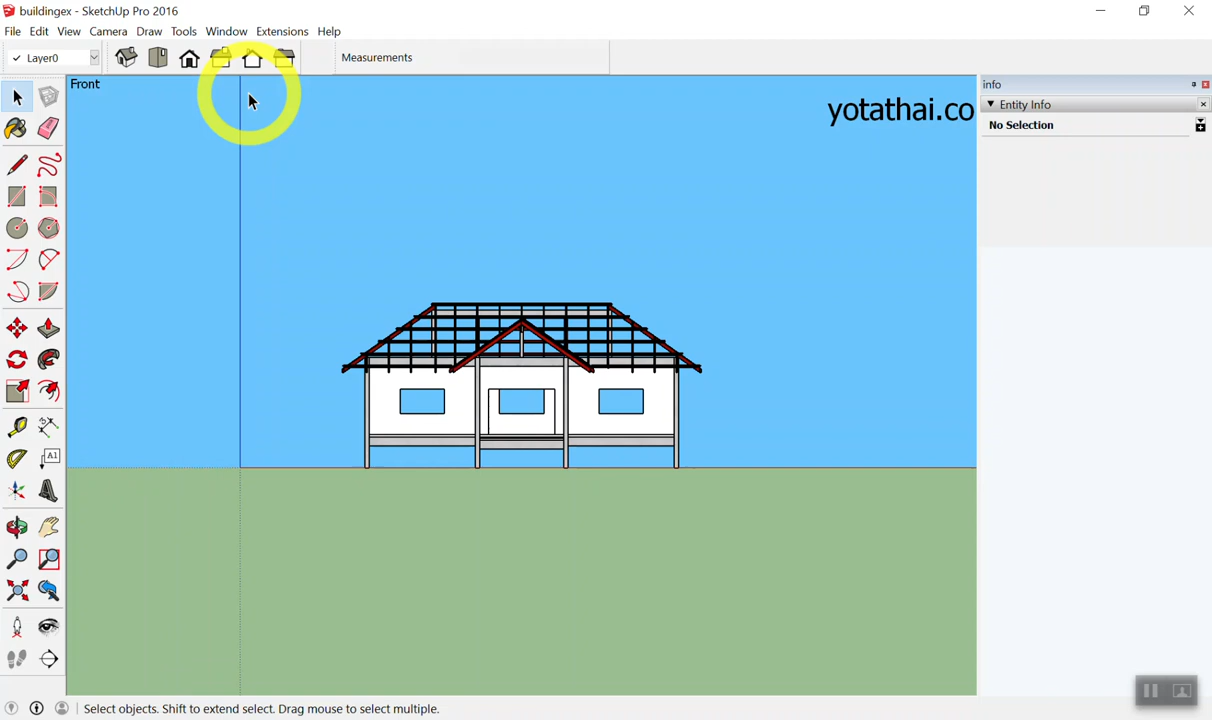 buildingex - SketchUp Pro 2016
File Edit View Camera Draw Tools Window Extensions Help
Layer0
Measurements
Front
yotathai.co
info
Entity Info
No Selection
A1
Select objects. Shift to extend select. Drag mouse to select multiple.